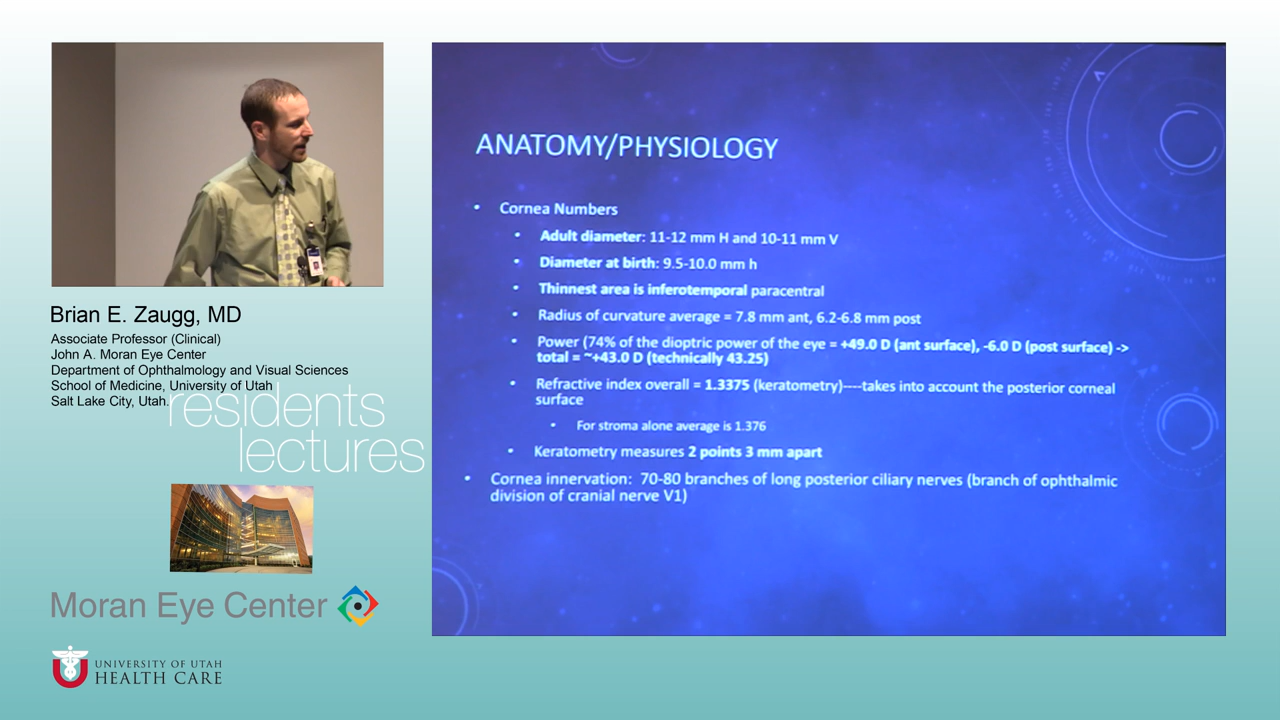 Brian E. Zaugg, MD
Associate Professor (Clinical)
John A. Moran Eye Center
Department of Ophthalmology and Visual Sciences
School of Medicine, University of Utah
Salt Lake City, Utah.
residents
lectures
Moran Eye Center
UNIVERSITY OF UTAH
HEALTH CARE
ANATOMY/PHYSIOLOGY
• Cornea Numbers
• Adult diameter: 11-12 mm H and 10-11 mm V
• Diameter at birth: 9.5-10.0 mm h
• Thinnest area is inferotemporal paracentral
• Radius of curvature average = 7.8 mm ant, 6.2-6.8 mm post
• Power (74% of the dioptric power of the eye = +49.0 D (ant surface), -6.0 D (post surface) ->
total = ~+43.0 D (technically 43.25)
• Refractive index overall = 1.3375 (keratometry)----takes into account the posterior corneal
surface
• For stroma alone average is 1.376
• Keratometry measures 2 points 3 mm apart
• Cornea innervation: 70-80 branches of long posterior ciliary nerves (branch of ophthalmic
division of cranial nerve V1)